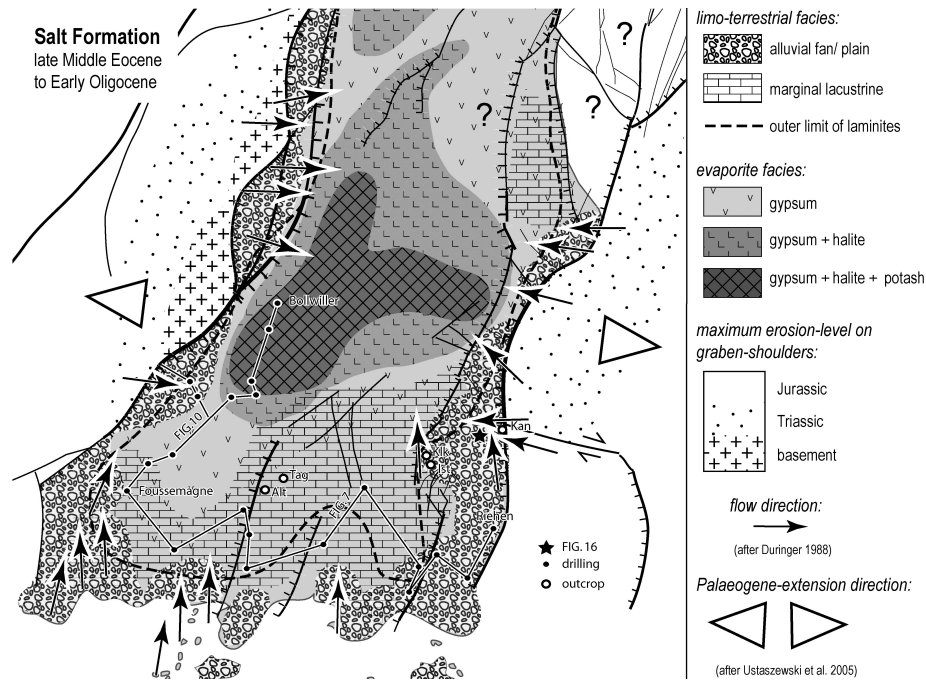 Salt Formation
late Middle Eocene
to Early Oligocene
?
?
?
Bollwiller
FIG.10
Foussemagne
Tag
Alt
FIG. 7
Kan
KlK
Ist
Riehen
FIG. 16
drilling
outcrop
limo-terrestrial facies:
alluvial fan/ plain
marginal lacustrine
outer limit of laminites
evaporite facies:
gypsum
gypsum + halite
gypsum + halite + potash
maximum erosion-level on
graben-shoulders:
Jurassic
Triassic
basement
flow direction:
(after Duringer 1988)
Palaeogene-extension direction:
(after Ustaszewski et al. 2005)